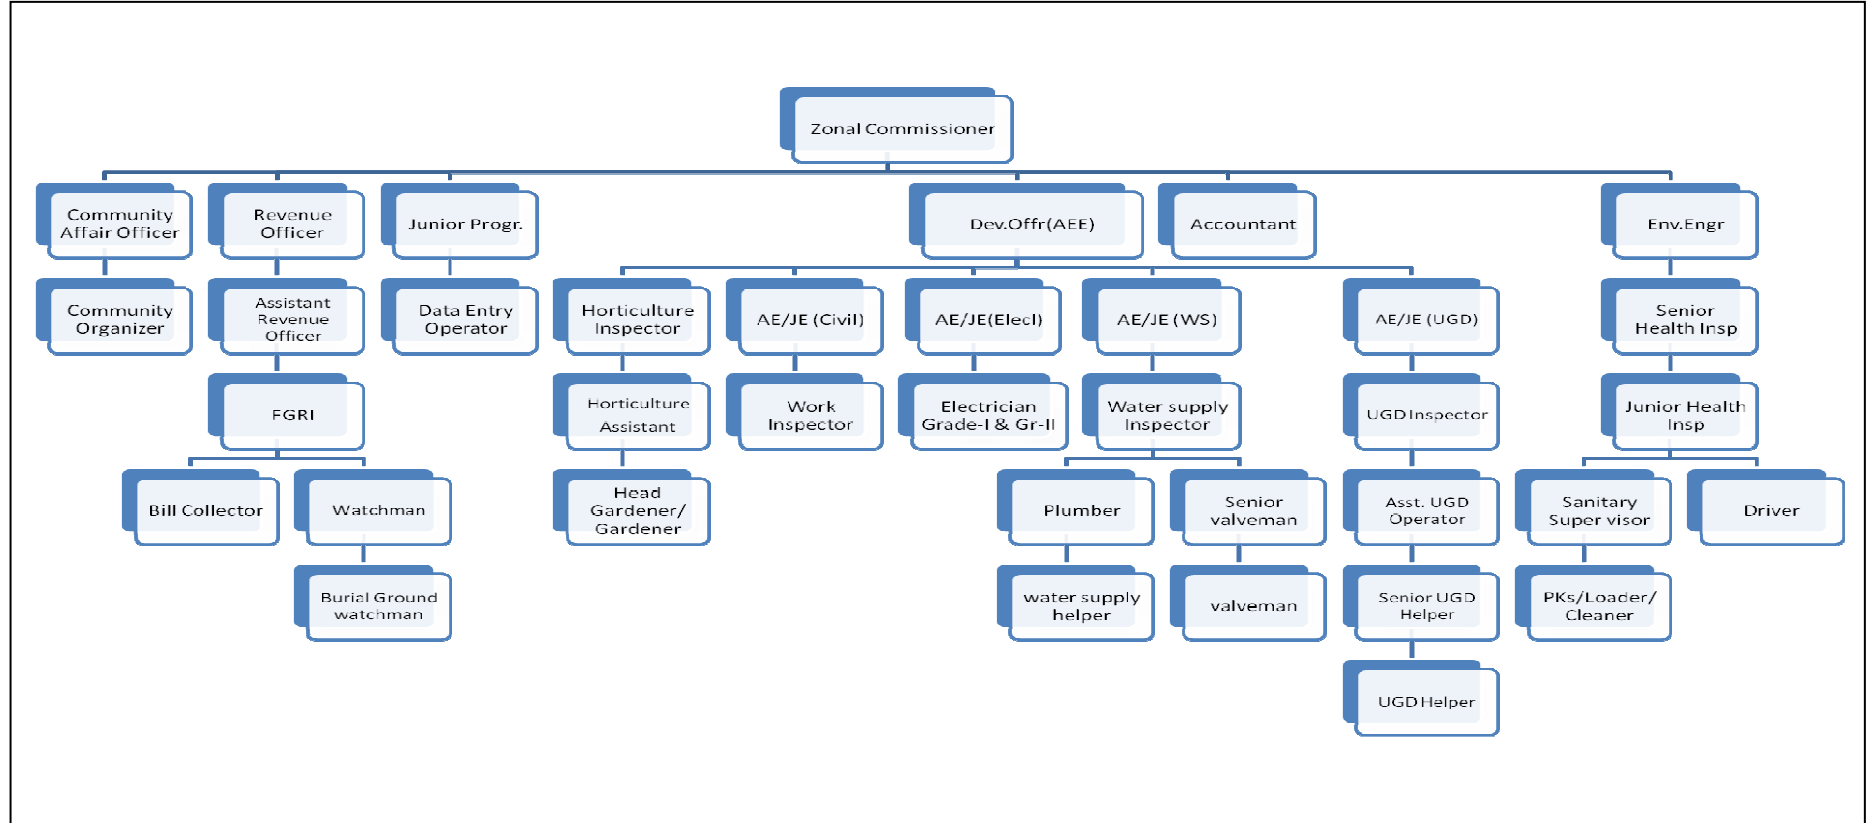 Zonal Commissioner
Community
Affair Officer
Revenue
Officer
Junior Progr.
Dev.Offr(AEE)
Accountant
Env.Engr
Community
Organizer
Assistant
Revenue
Officer
Data Entry
Operator
Horticulture
Inspector
AE/JE (Civil)
AE/JE(Elecl)
AE/JE (WS)
AE/JE (UGD)
Senior
Health Insp
FGRI
Horticulture
Assistant
Work
Inspector
Electrician
Grade-I & Gr-II
Water supply
Inspector
UGD Inspector
Junior Health
Insp
Bill Collector
Watchman
Head
Gardener/
Gardener
Plumber
Senior
valveman
Asst. UGD
Operator
Sanitary
Super visor
Driver
Burial Ground
watchman
water supply
helper
valveman
Senior UGD
Helper
PKs/Loader/
Cleaner
UGD Helper